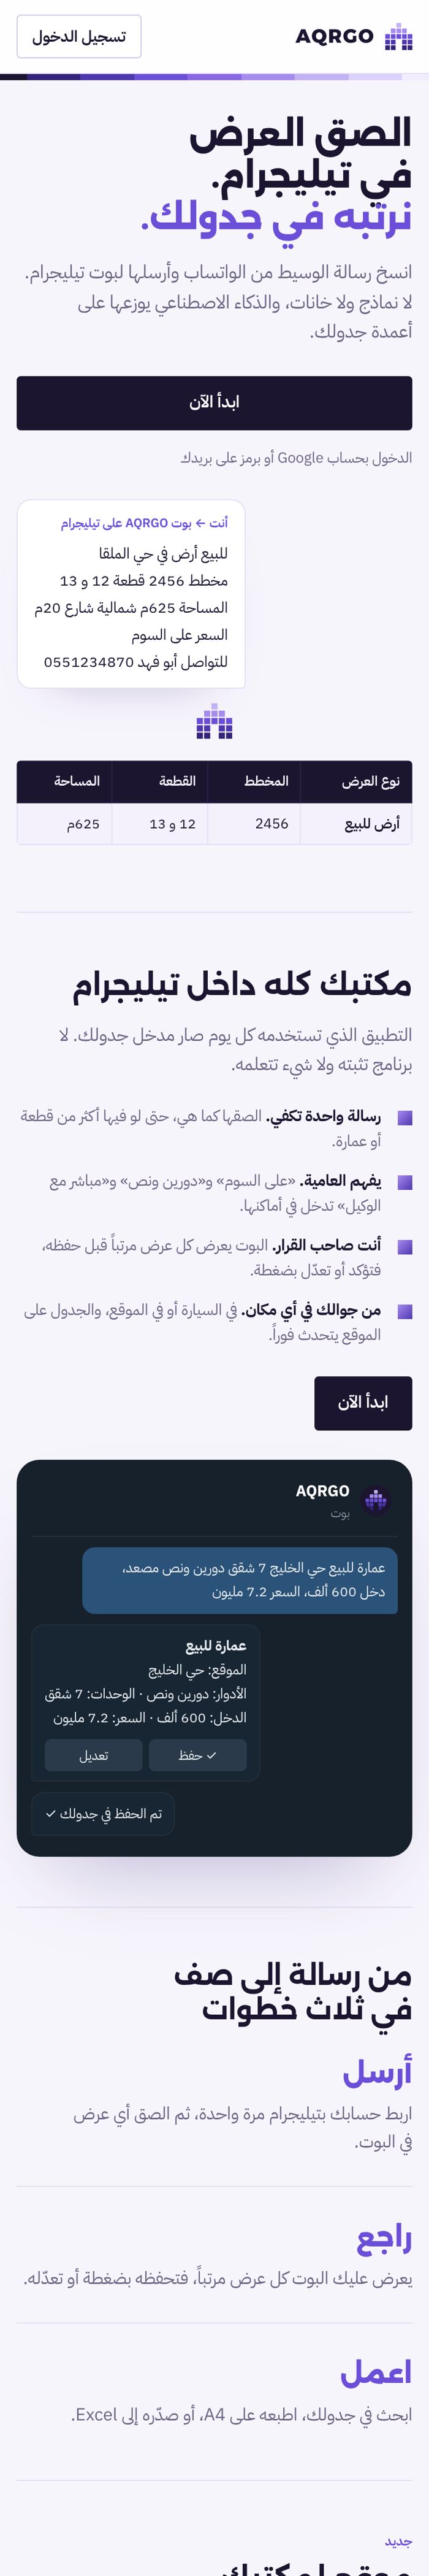 AQRGO
تسجيل الدخول
الصق العرض
في تيليجرام.
نرتبه في جدولك.
انسخ رسالة الوسيط من الواتساب وأرسلها لبوت تيليجرام.
لا نماذج ولا خانات، والذكاء الاصطناعي يوزعها على
أعمدة جدولك.
ابدأ الآن
الدخول بحساب Google أو برمز على بريدك
أنت ← بوت AQRGO على تيليجرام
للبيع أرض في حي الملقا
مخطط 2456 قطعة 12 و 13
المساحة 625م شمالية شارع 20م
السعر على السوم
للتواصل أبو فهد 0551234870
نوع العرض المخطط القطعة المساحة
أرض للبيع 2456 12 و 13 625م
مكتبك كله داخل تيليجرام
التطبيق الذي تستخدمه كل يوم صار مدخل جدولك. لا
برنامج تثبته ولا شيء تتعلمه.
رسالة واحدة تكفي. الصقها كما هي، حتى لو فيها أكثر من قطعة
أو عمارة.
يفهم العامية. «على السوم» و«دورين ونص» و«مباشر مع
الوكيل» تدخل في أماكنها.
أنت صاحب القرار. البوت يعرض كل عرض مرتباً قبل حفظه،
فتؤكد أو تعدّل بضغطة.
من جوالك في أي مكان. في السيارة أو في الموقع، والجدول على
الموقع يتحدث فوراً.
ابدأ الآن
AQRGO
بوت
عمارة للبيع حي الخليج 7 شقق دورين ونص مصعد،
دخل 600 ألف، السعر 7.2 مليون
عمارة للبيع
الموقع: حي الخليج
الأدوار: دورين ونص · الوحدات: 7 شقق
الدخل: 600 ألف · السعر: 7.2 مليون
✓ حفظ
تعديل
تم الحفظ في جدولك ✓
من رسالة إلى صف
في ثلاث خطوات
أرسل
اربط حسابك بتيليجرام مرة واحدة، ثم الصق أي عرض
في البوت.
راجع
يعرض عليك البوت كل عرض مرتباً، فتحفظه بضغطة أو تعدّله.
اعمل
ابحث في جدولك، اطبعه على A4، أو صدّره إلى Excel.
جديد